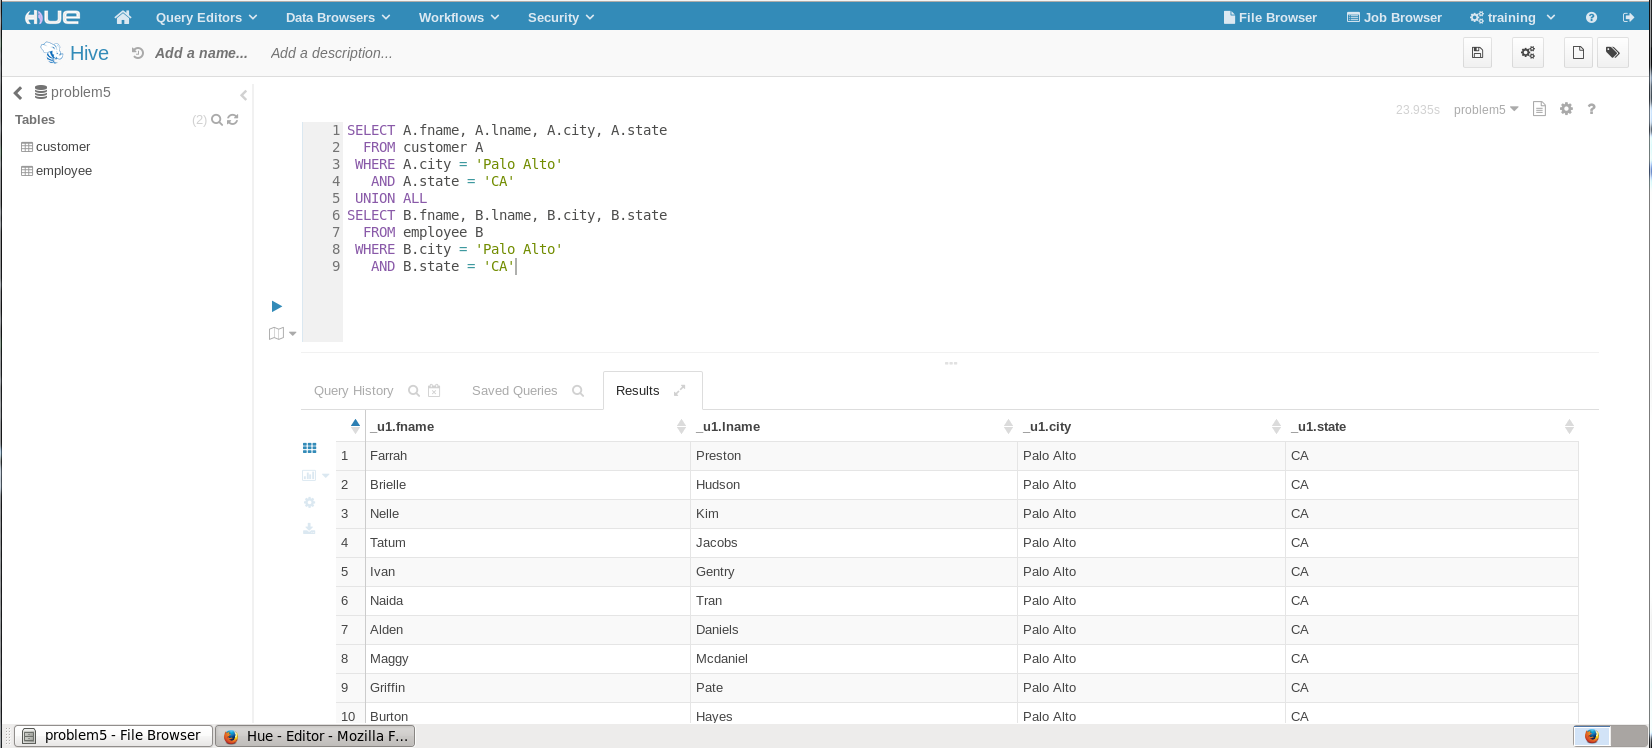 HUE Query Editors Data Browsers Workflows Security File Browser Job Browser training ?
Hive Add a name... Add a description...
problem5
Tables (2)
customer
employee
23.935s problem5 ?
1 SELECT A.fname, A.lname, A.city, A.state
2 FROM customer A
3 WHERE A.city = 'Palo Alto'
4 AND A.state = 'CA'
5 UNION ALL
6 SELECT B.fname, B.lname, B.city, B.state
7 FROM employee B
8 WHERE B.city = 'Palo Alto'
9 AND B.state = 'CA'
Query History Saved Queries Results
_u1.fname _u1.lname _u1.city _u1.state
1 Farrah Preston Palo Alto CA
2 Brielle Hudson Palo Alto CA
3 Nelle Kim Palo Alto CA
4 Tatum Jacobs Palo Alto CA
5 Ivan Gentry Palo Alto CA
6 Naida Tran Palo Alto CA
7 Alden Daniels Palo Alto CA
8 Maggy Mcdaniel Palo Alto CA
9 Griffin Pate Palo Alto CA
10 Burton Hayes Palo Alto CA
problem5 - File Browser Hue - Editor - Mozilla F...